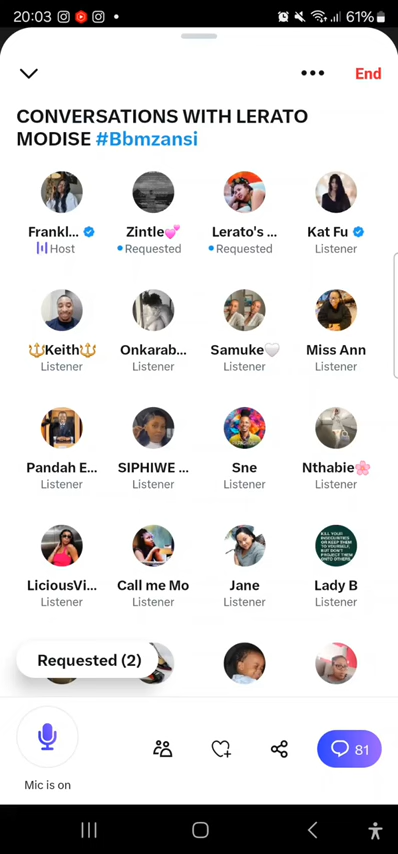 20:03
61%
End
CONVERSATIONS WITH LERATO
MODISE #Bbmzansi
Frankl... Zintle💕 Lerato's ... Kat Fu
Host Requested Requested Listener
🔱Keith🔱 Onkarab... Samuke🤍 Miss Ann
Listener Listener Listener Listener
Pandah E... SIPHIWE ... Sne Nthabie🌸
Listener Listener Listener Listener
LiciousVi... Call me Mo Jane Lady B
Listener Listener Listener Listener
Requested (2)
81
Mic is on